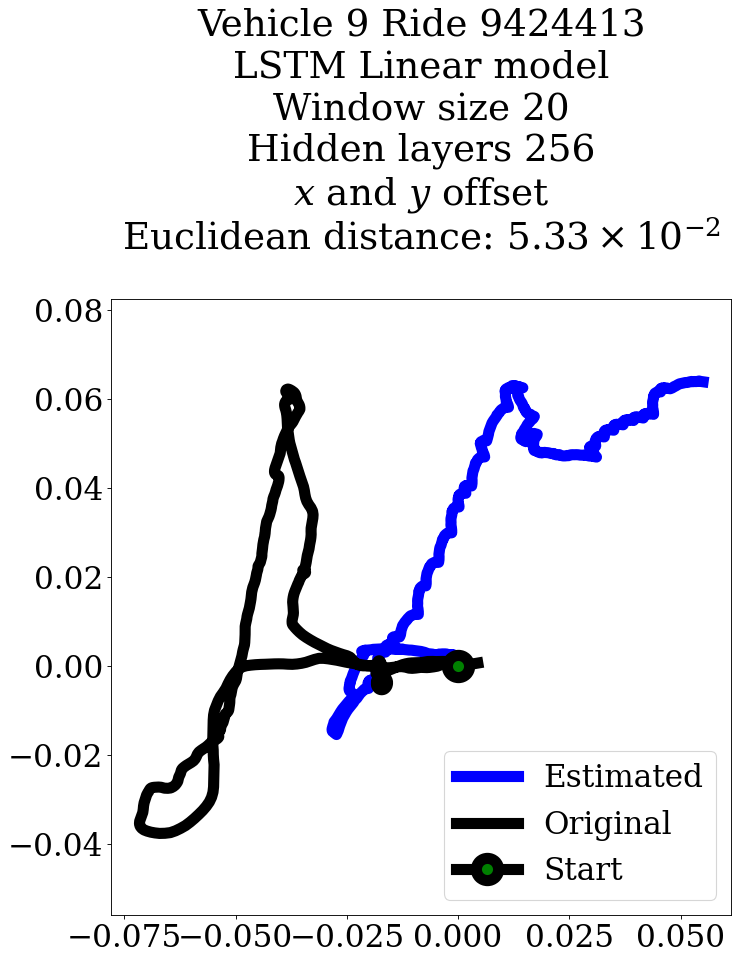 Vehicle 9 Ride 9424413
LSTM Linear model
Window size 20
Hidden layers 256
x and y offset
Euclidean distance: 5.33 × 10⁻²
0.08
0.06
0.04
0.02
0.00
−0.02
−0.04
Estimated
Original
Start
−0.075 −0.050 −0.025 0.000 0.025 0.050